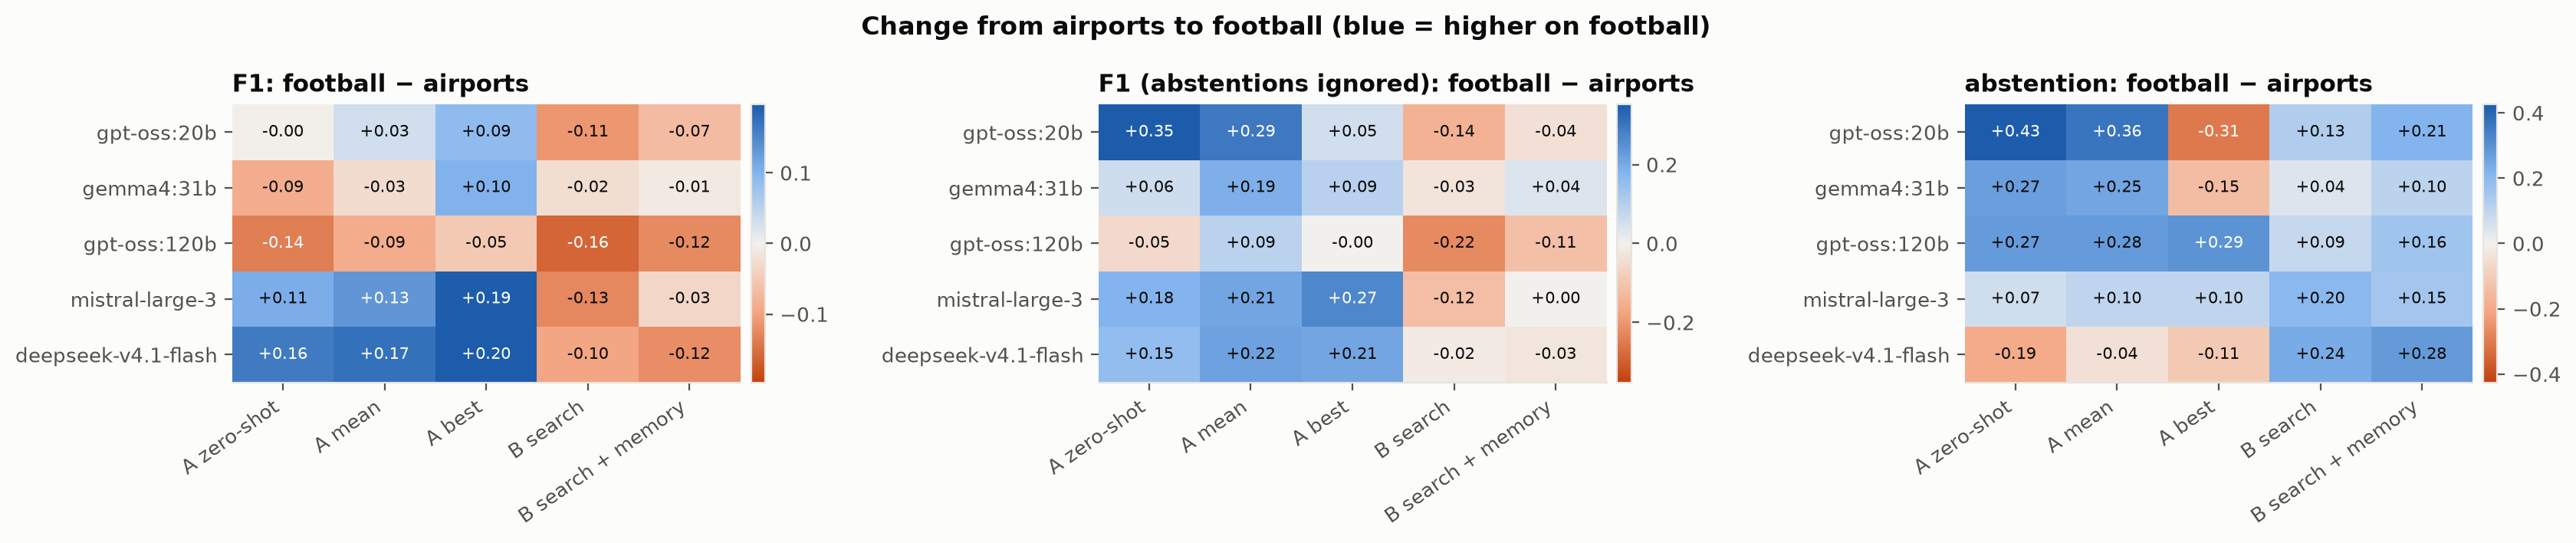 Change from airports to football (blue = higher on football)
F1: football − airports
gpt-oss:20b -0.00 +0.03 +0.09 -0.11 -0.07
gemma4:31b -0.09 -0.03 +0.10 -0.02 -0.01
gpt-oss:120b -0.14 -0.09 -0.05 -0.16 -0.12
mistral-large-3 +0.11 +0.13 +0.19 -0.13 -0.03
deepseek-v4.1-flash +0.16 +0.17 +0.20 -0.10 -0.12
A zero-shot
A mean
A best
B search
B search + memory
0.1
0.0
−0.1
F1 (abstentions ignored): football − airports
gpt-oss:20b +0.35 +0.29 +0.05 -0.14 -0.04
gemma4:31b +0.06 +0.19 +0.09 -0.03 +0.04
gpt-oss:120b -0.05 +0.09 -0.00 -0.22 -0.11
mistral-large-3 +0.18 +0.21 +0.27 -0.12 +0.00
deepseek-v4.1-flash +0.15 +0.22 +0.21 -0.02 -0.03
A zero-shot
A mean
A best
B search
B search + memory
0.2
0.0
−0.2
abstention: football − airports
gpt-oss:20b +0.43 +0.36 -0.31 +0.13 +0.21
gemma4:31b +0.27 +0.25 -0.15 +0.04 +0.10
gpt-oss:120b +0.27 +0.28 +0.29 +0.09 +0.16
mistral-large-3 +0.07 +0.10 +0.10 +0.20 +0.15
deepseek-v4.1-flash -0.19 -0.04 -0.11 +0.24 +0.28
A zero-shot
A mean
A best
B search
B search + memory
0.4
0.2
0.0
−0.2
−0.4